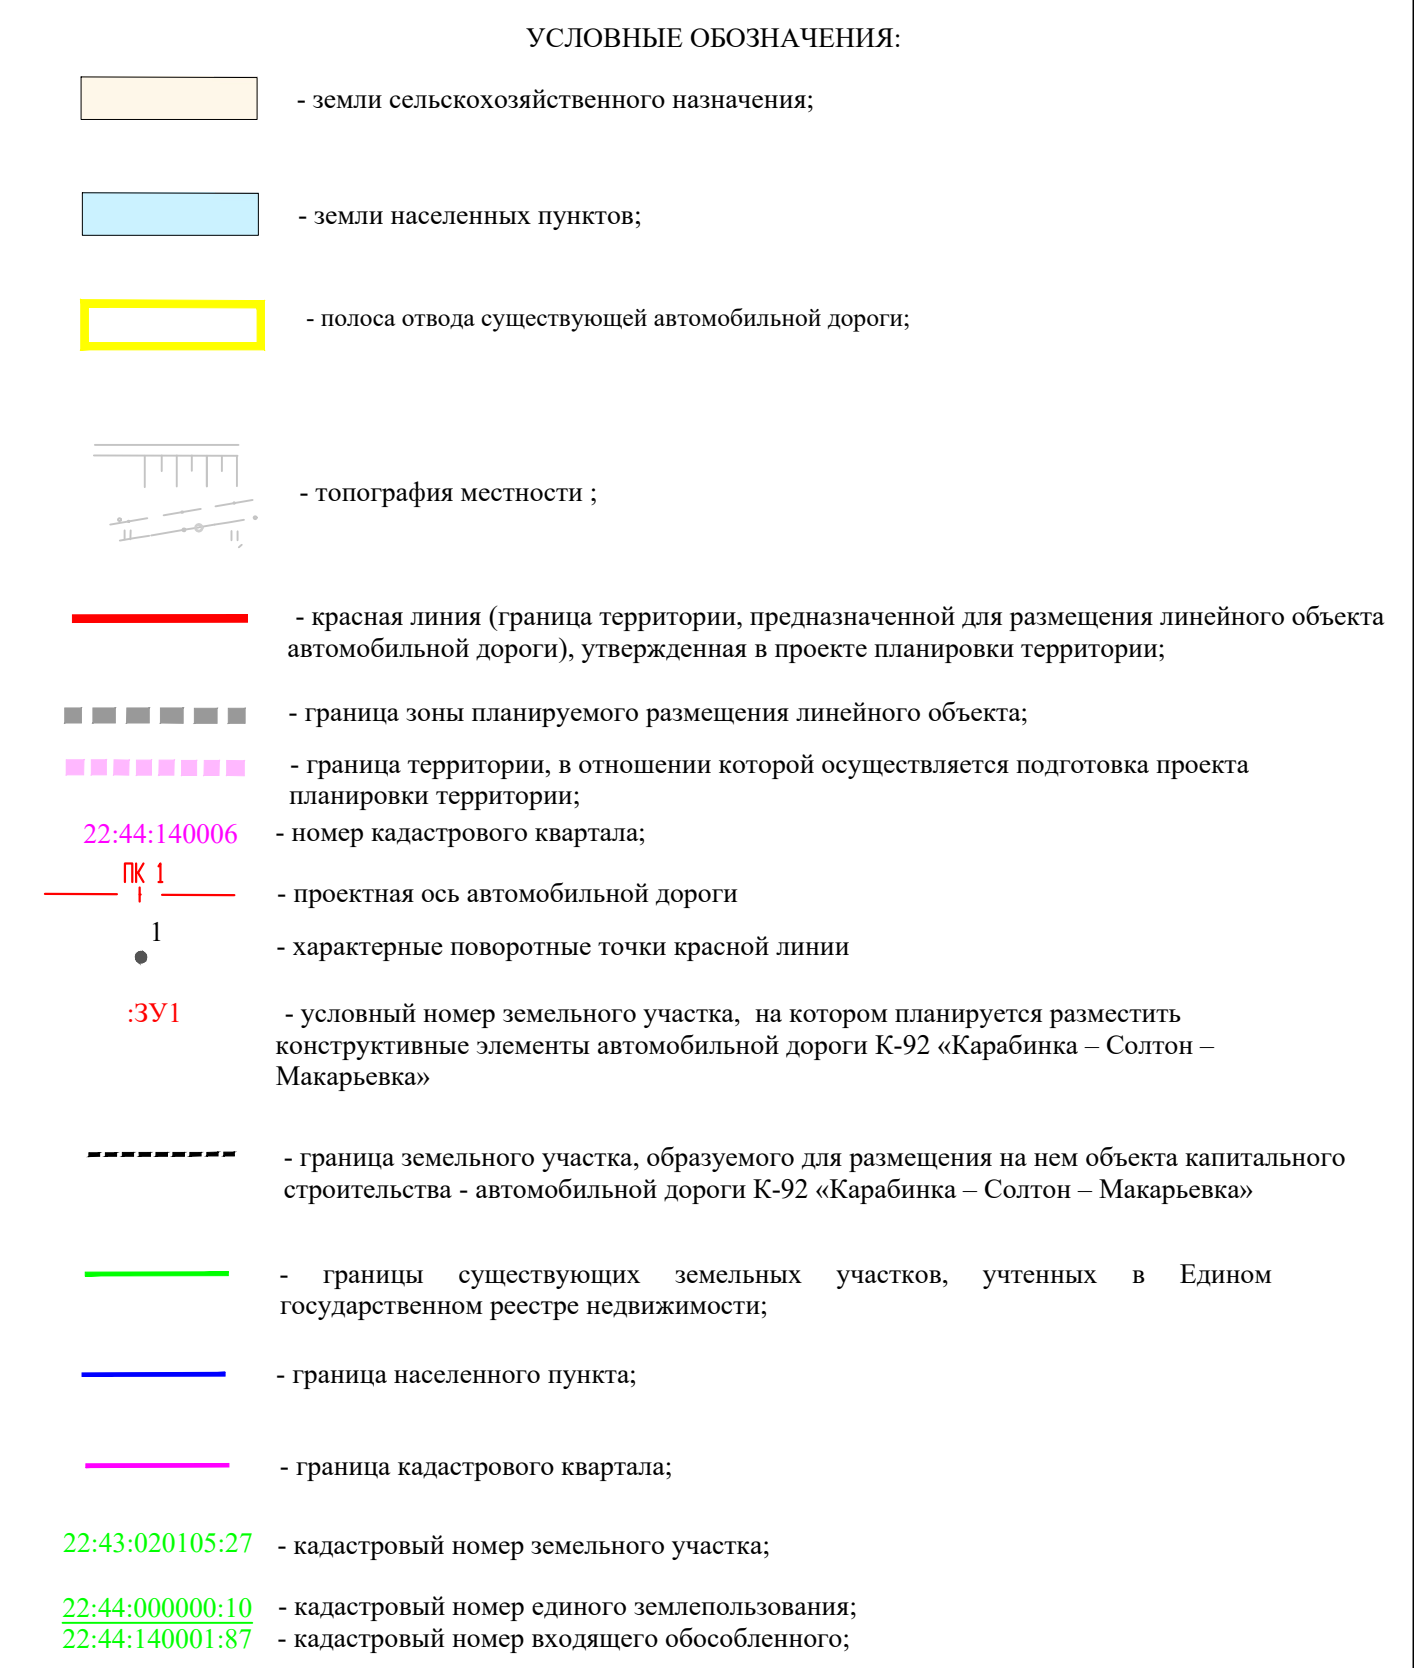 УСЛОВНЫЕ ОБОЗНАЧЕНИЯ:
- земли сельскохозяйственного назначения;
- земли населенных пунктов;
- полоса отвода существующей автомобильной дороги;
- топография местности ;
- красная линия (граница территории, предназначенной для размещения линейного объекта
автомобильной дороги), утвержденная в проекте планировки территории;
- граница зоны планируемого размещения линейного объекта;
- граница территории, в отношении которой осуществляется подготовка проекта
планировки территории;
22:44:140006 - номер кадастрового квартала;
ПК 1
- проектная ось автомобильной дороги
1
- характерные поворотные точки красной линии
:ЗУ1 - условный номер земельного участка, на котором планируется разместить
конструктивные элементы автомобильной дороги К-92 «Карабинка – Солтон –
Макарьевка»
- граница земельного участка, образуемого для размещения на нем объекта капитального
строительства - автомобильной дороги К-92 «Карабинка – Солтон – Макарьевка»
- границы существующих земельных участков, учтенных в Едином
государственном реестре недвижимости;
- граница населенного пункта;
- граница кадастрового квартала;
22:43:020105:27 - кадастровый номер земельного участка;
22:44:000000:10 - кадастровый номер единого землепользования;
22:44:140001:87 - кадастровый номер входящего обособленного;